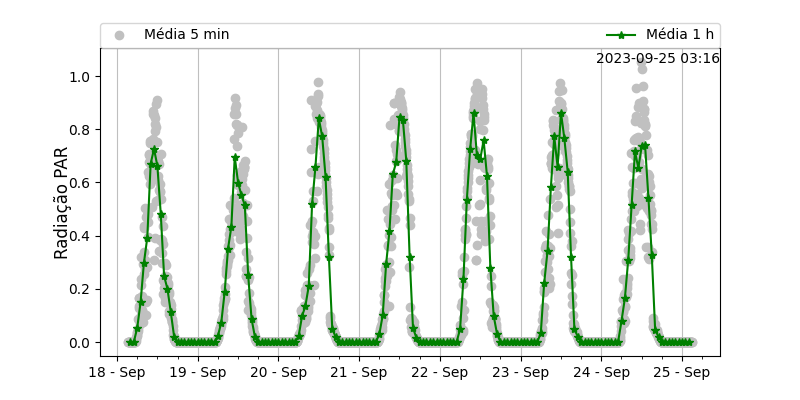 Média 5 min
Média 1 h
2023-09-25 03:16
Radiação PAR
1.0
0.8
0.6
0.4
0.2
0.0
18 - Sep
19 - Sep
20 - Sep
21 - Sep
22 - Sep
23 - Sep
24 - Sep
25 - Sep